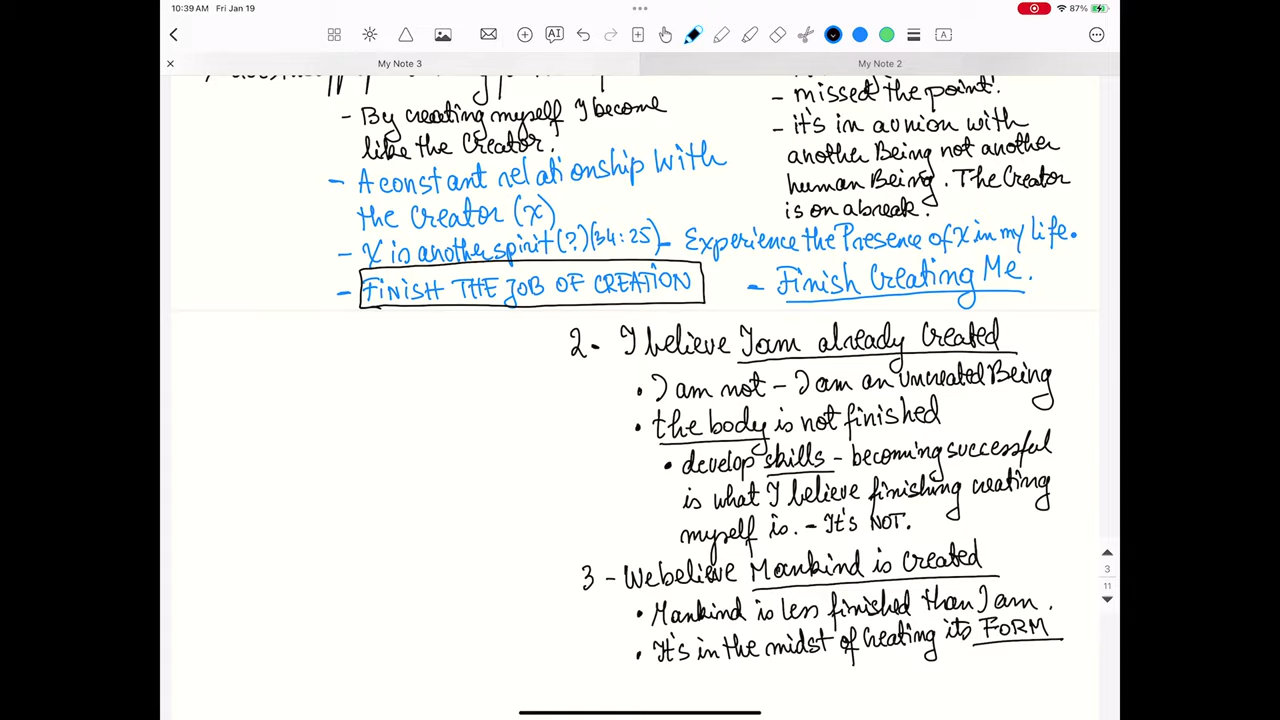 10:39 AM Fri Jan 19
87%
My Note 3
My Note 2
- By creating myself I become
like the Creator.
- A constant relationship with
the Creator (x)
- X is another spirit (?) (34:25)
- FINISH THE JOB OF CREATION
- missed the point.
- it's in a union with
another Being not another
human Being. The Creator
is on a break.
- Experience the Presence of X in my life.
- Finish Creating Me.
2- I believe I am already Created
• I am not - I am an uncreated Being
• the body is not finished
• develop skills - becoming successful
is what I believe finishing creating
myself is. - It's NOT.
3 - We believe Mankind is Created
• Mankind is less finished than I am.
• It's in the midst of creating its FORM
3
11